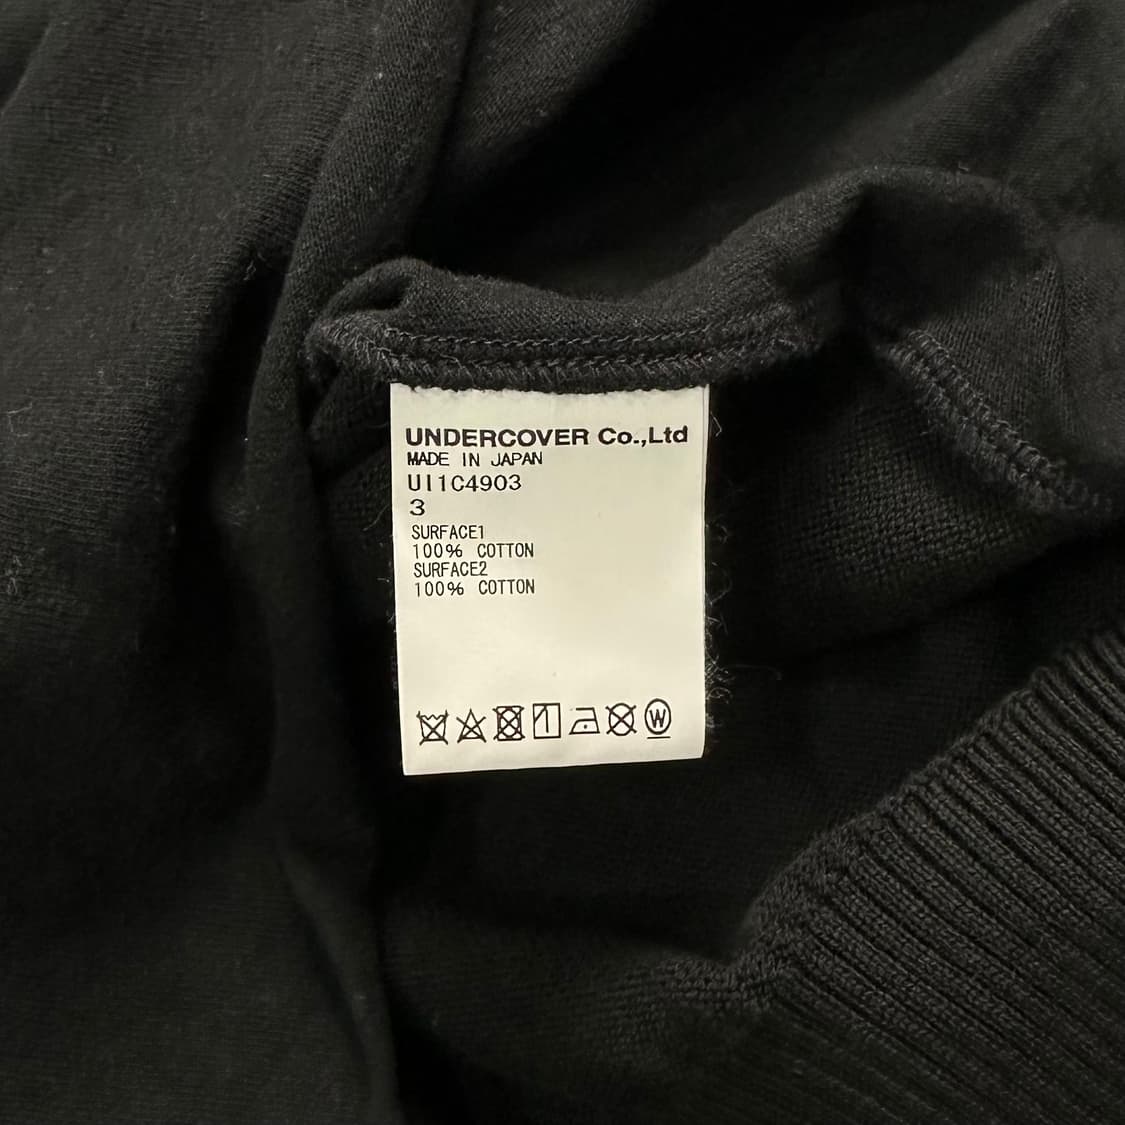 UNDERCOVER Co.,Ltd
MADE IN JAPAN
UI1C4903
3
SURFACE1
100% COTTON
SURFACE2
100% COTTON
W